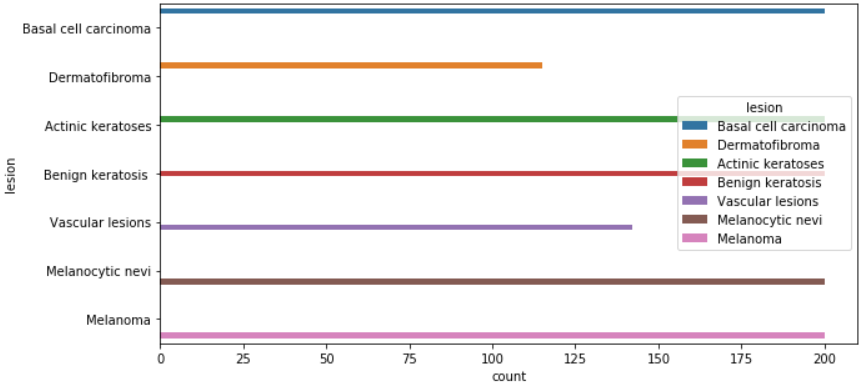 Basal cell carcinoma
Dermatofibroma
Actinic keratoses
Benign keratosis
Vascular lesions
Melanocytic nevi
Melanoma
lesion
lesion
Basal cell carcinoma
Dermatofibroma
Actinic keratoses
Benign keratosis
Vascular lesions
Melanocytic nevi
Melanoma
0 25 50 75 100 125 150 175 200
count